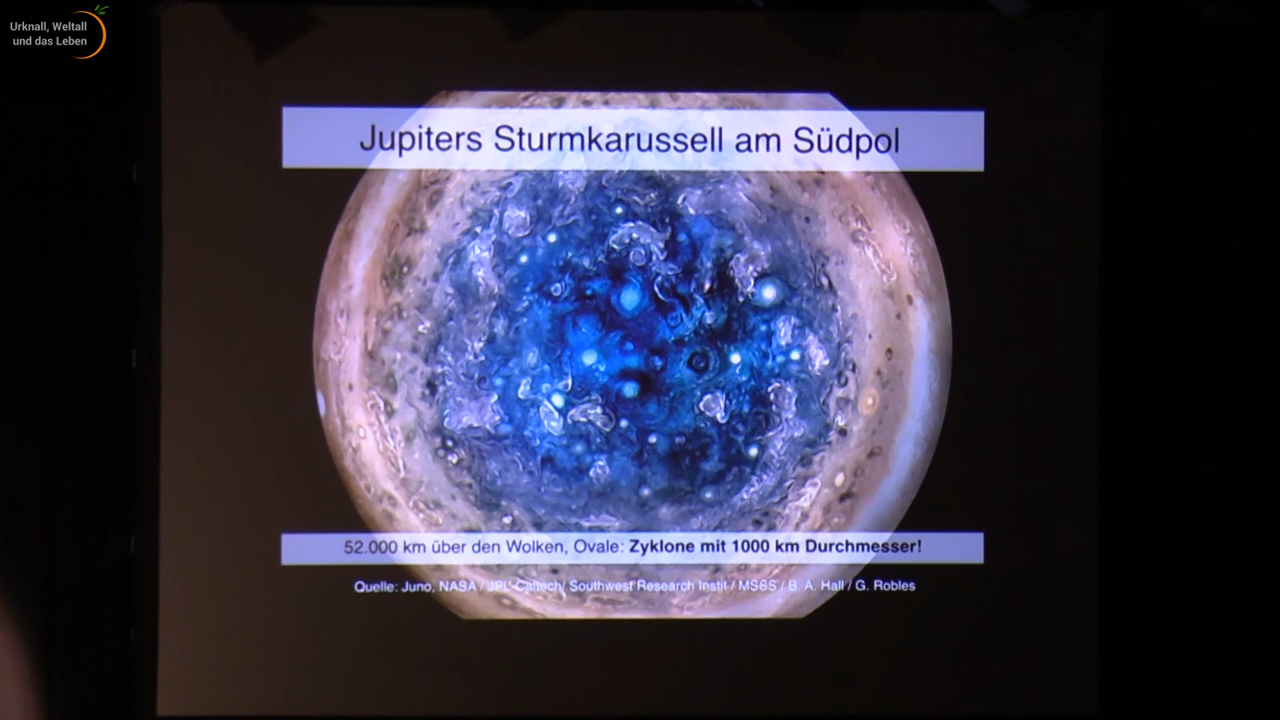 Urknall, Weltall
und das Leben
Jupiters Sturmkarussell am Südpol
52.000 km über den Wolken, Ovale: Zyklone mit 1000 km Durchmesser!
Quelle: Juno, NASA / JPL-Caltech/ Southwest Research Instit / MSSS / B. A. Hall / G. Robles